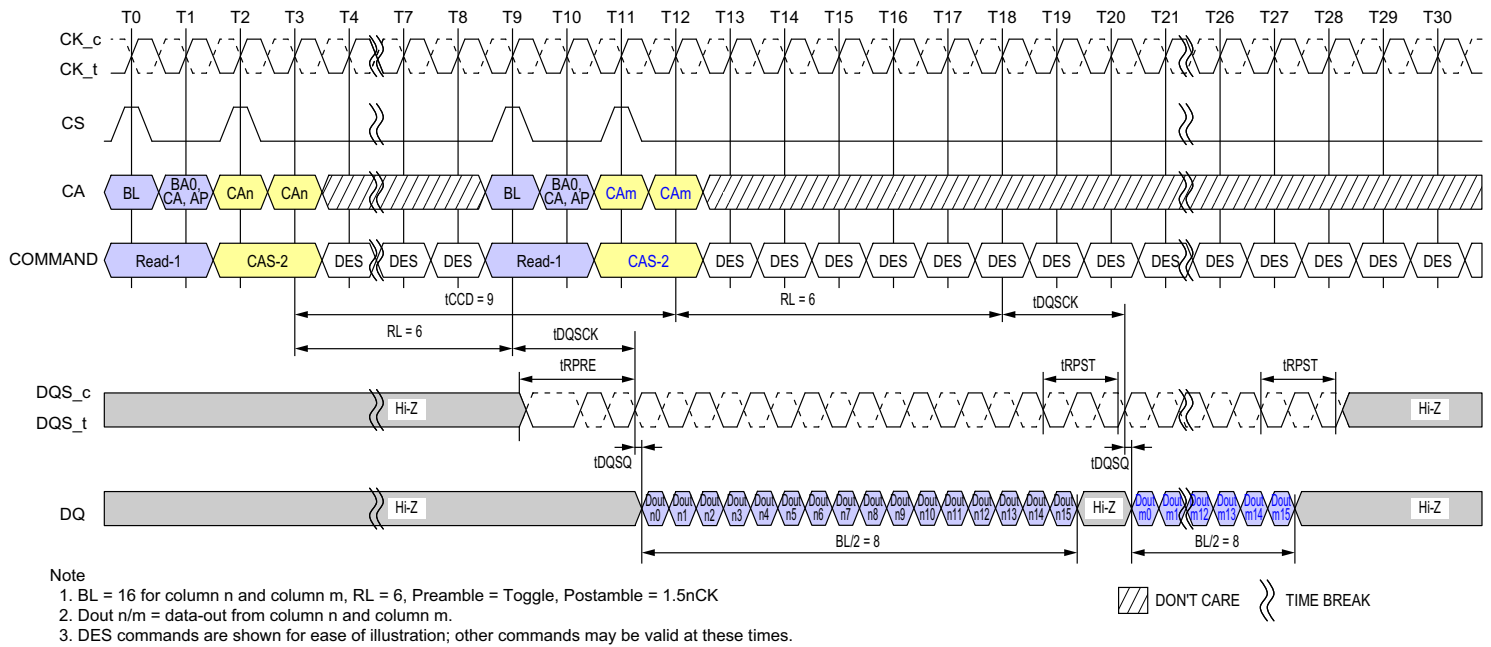 T0 T1 T2 T3 T4 T7 T8 T9 T10 T11 T12 T13 T14 T15 T16 T17 T18 T19 T20 T21 T26 T27 T28 T29 T30
CK_c
CK_t
CS
CA BL BA0, CA, AP CAn CAn BL BA0, CA, AP CAm CAm
COMMAND Read-1 CAS-2 DES DES DES Read-1 CAS-2 DES DES DES DES DES DES DES DES DES DES DES DES DES DES
tCCD = 9 RL = 6 tDQSCK
RL = 6 tDQSCK
tRPRE tRPST tRPST
DQS_c
DQS_t
Hi-Z Hi-Z
tDQSQ tDQSQ
DQ Hi-Z Dout n0 Dout n1 Dout n2 Dout n3 Dout n4 Dout n5 Dout n6 Dout n7 Dout n8 Dout n9 Dout n10 Dout n11 Dout n12 Dout n13 Dout n14 Dout n15 Hi-Z Dout m0 Dout m1 Dout m12 Dout m13 Dout m14 Dout m15 Hi-Z
BL/2 = 8 BL/2 = 8
Note
1. BL = 16 for column n and column m, RL = 6, Preamble = Toggle, Postamble = 1.5nCK
2. Dout n/m = data-out from column n and column m.
3. DES commands are shown for ease of illustration; other commands may be valid at these times.
DON'T CARE TIME BREAK